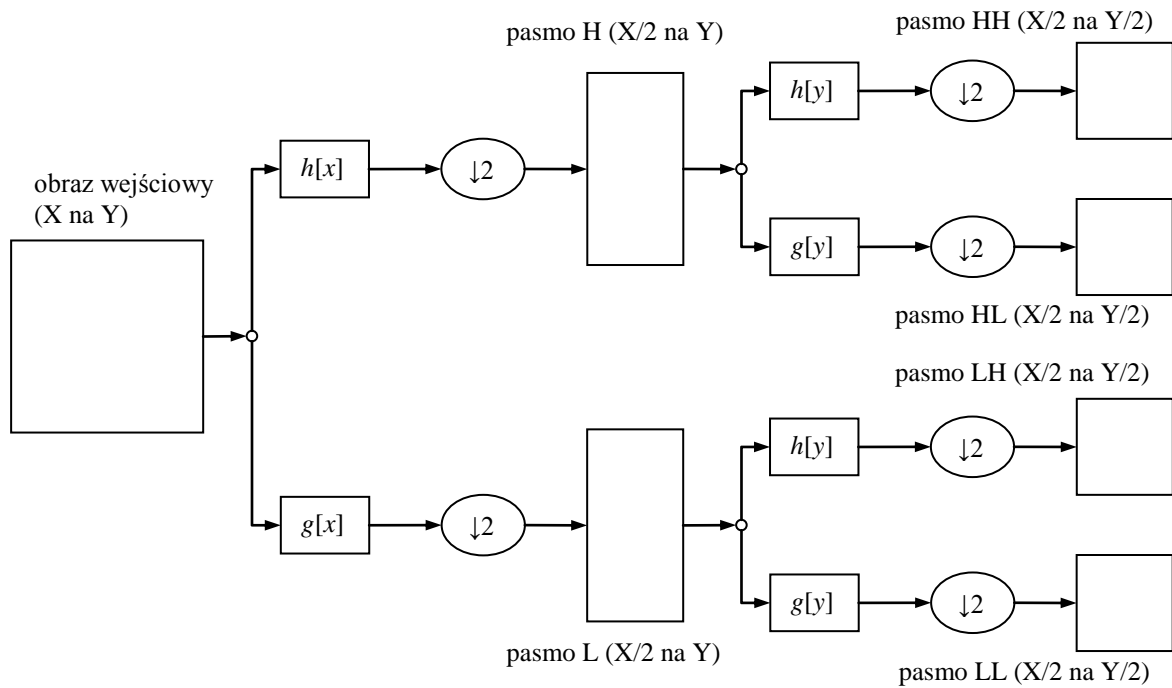 pasmo H (X/2 na Y)
pasmo HH (X/2 na Y/2)
h[y]
↓2
h[x]
↓2
obraz wejściowy
(X na Y)
g[y]
↓2
pasmo HL (X/2 na Y/2)
pasmo LH (X/2 na Y/2)
h[y]
↓2
g[x]
↓2
g[y]
↓2
pasmo L (X/2 na Y)
pasmo LL (X/2 na Y/2)